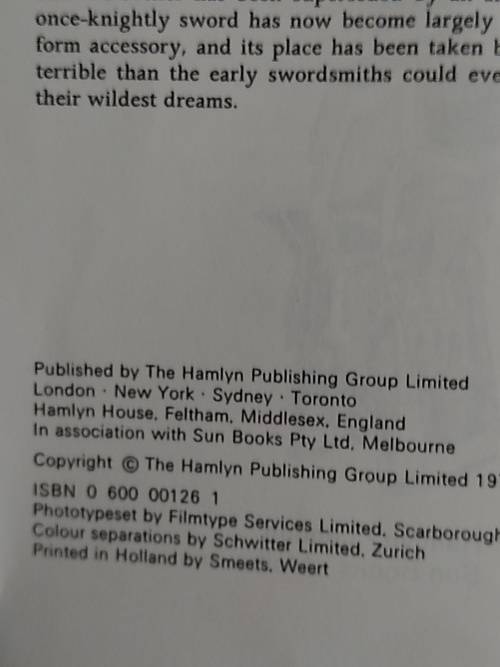 once-knightly sword has now become largely
form accessory, and its place has been taken
terrible than the early swordsmiths could
their wildest dreams.
Published by The Hamlyn Publishing Group Limited
London · New York · Sydney · Toronto
Hamlyn House, Feltham, Middlesex, England
In association with Sun Books Pty Ltd, Melbourne
Copyright © The Hamlyn Publishing Group Limited
ISBN 0 600 00126 1
Phototypeset by Filmtype Services Limited, Scarborough
Colour separations by Schwitter Limited, Zurich
Printed in Holland by Smeets, Weert